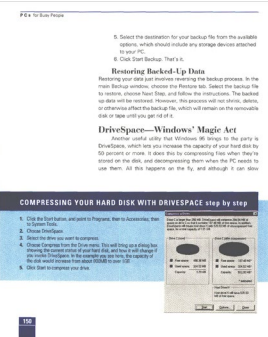 PCs for Busy People
5. Select the destination for your backup file from the available
options, which should include any storage devices attached
to your PC.
6. Click Start Backup. That's it.
Restoring Backed-Up Data
Restoring your data just involves reversing the backup process. In the
main Backup window, choose the Restore tab. Select the backup file
to restore, choose Next Step, and follow the instructions. The backed
up data will be restored. However, this process will not shrink, delete,
or otherwise affect the backup file, which will remain on the removable
disk or tape until you get rid of it.
DriveSpace—Windows' Magic Act
Another useful utility that Windows 96 brings to the party is
DriveSpace, which lets you increase the capacity of your hard disk by
50 percent or more. It does this by compressing files when they're
stored on the disk, and decompressing them when the PC needs to
use them. All this happens on the fly, and although it can slow
COMPRESSING YOUR HARD DISK WITH DRIVESPACE step by step
1. Click the Start button, and point to Programs, then to Accessories, then
to System Tools.
2. Choose DriveSpace.
3. Select the drive you want to compress.
4. Choose Compress from the Drive menu. This will bring up a dialog box
showing the current status of your hard disk, and how it will change if
you invoke DriveSpace. In the example you see here, the capacity of
the disk would increase from about
5. Click Start to compress your drive.
150